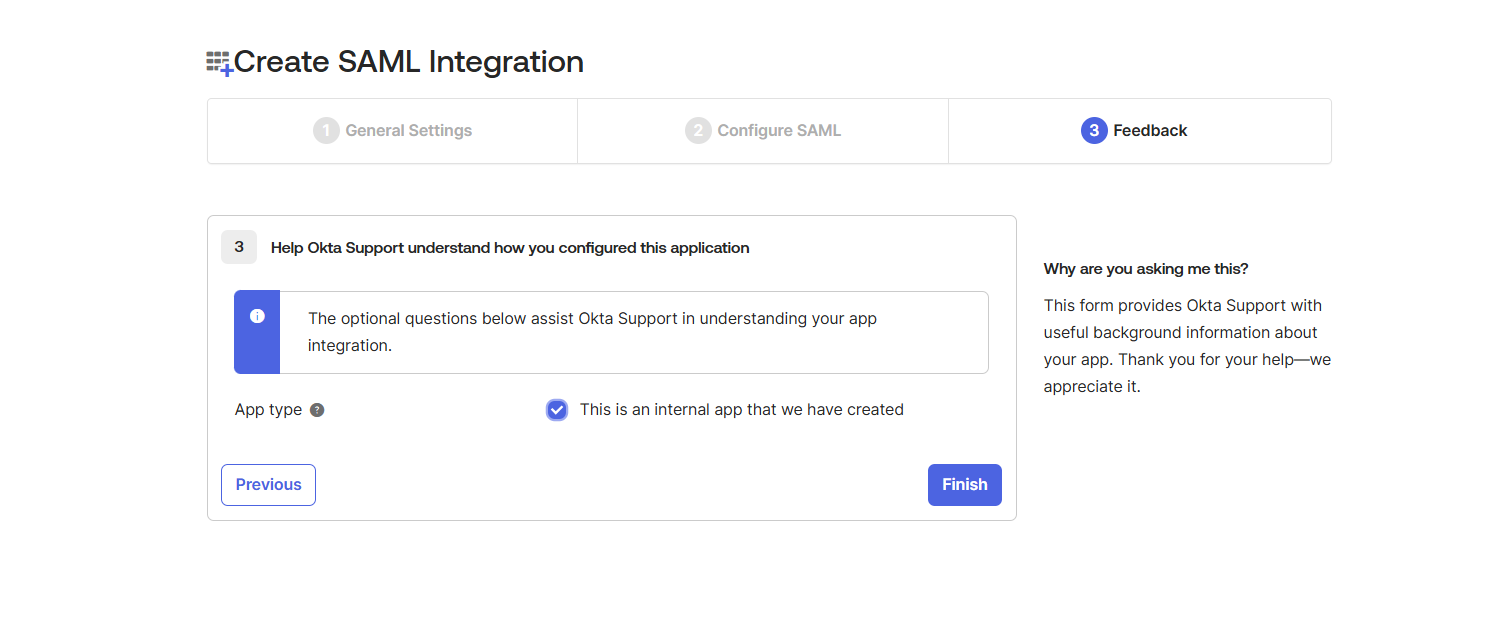 Create SAML Integration
1 General Settings
2 Configure SAML
3 Feedback
3 Help Okta Support understand how you configured this application
i
The optional questions below assist Okta Support in understanding your app
integration.
App type ?
This is an internal app that we have created
Previous
Finish
Why are you asking me this?
This form provides Okta Support with
useful background information about
your app. Thank you for your help—we
appreciate it.